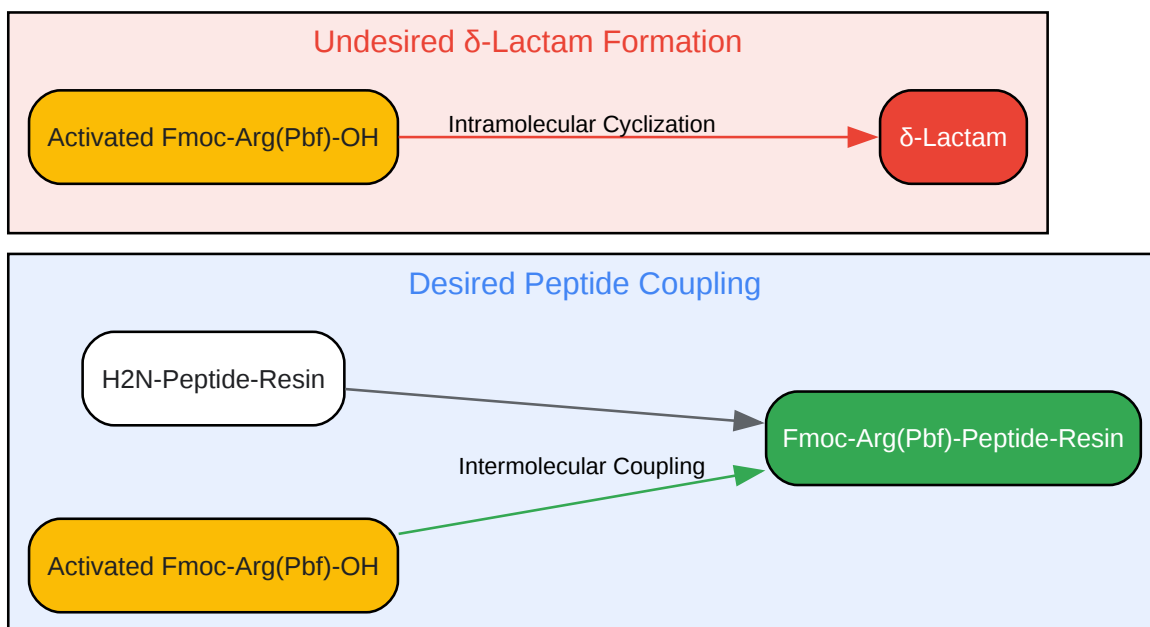 Undesired δ-Lactam Formation
Activated Fmoc-Arg(Pbf)-OH
Intramolecular Cyclization
δ-Lactam
Desired Peptide Coupling
H2N-Peptide-Resin
Fmoc-Arg(Pbf)-Peptide-Resin
Intermolecular Coupling
Activated Fmoc-Arg(Pbf)-OH